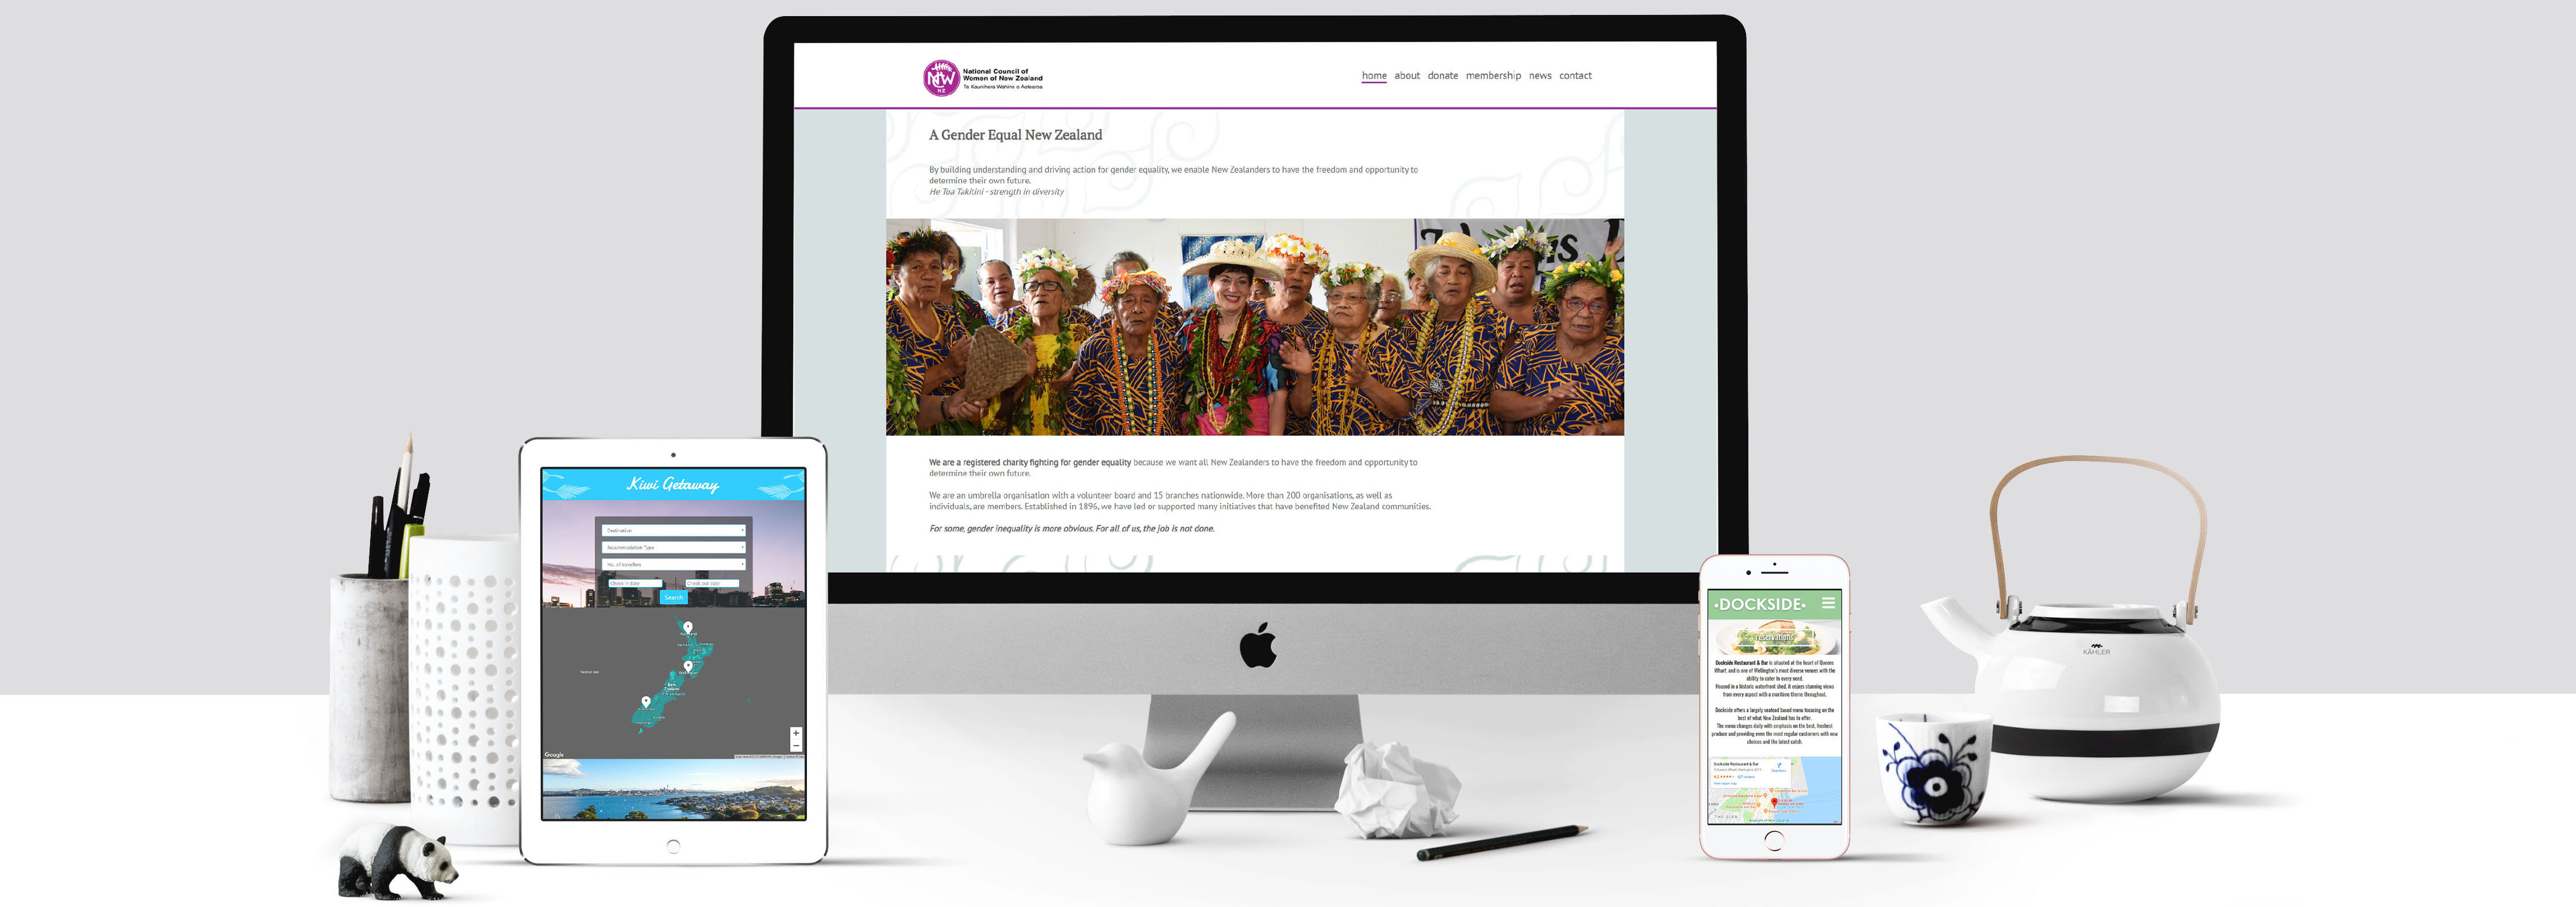 National Council of
Women of New Zealand
Te Kaunihera Wahine o Aotearoa
NCW
NZ
home about donate membership news contact
A Gender Equal New Zealand
By building understanding and driving action for gender equality, we enable New Zealanders to have the freedom and opportunity to
determine their own future.
He Toa Takitini - strength in diversity
We are a registered charity fighting for gender equality because we want all New Zealanders to have the freedom and opportunity to
determine their own future.
We are an umbrella organisation with a volunteer board and 15 branches nationwide. More than 200 organisations, as well as
individuals, are members. Established in 1896, we have led or supported many initiatives that have benefited New Zealand communities.
For some, gender inequality is more obvious. For all of us, the job is not done.
Kiwi Getaway
Destination
Accommodation Type
No. of travellers
Check in date Check out date
Search
New
Zealand
Google
•DOCKSIDE•
reservations
Dockside Restaurant & Bar is situated at the heart of Queens
Wharf, and is one of Wellington's most diverse venues with the
ability to cater to every need.
Housed in a historic waterfront shed, it enjoys stunning views
from every aspect with a maritime theme throughout.
Dockside offers a largely seafood based menu focusing on the
best of what New Zealand has to offer.
The menu changes daily with emphasis on the best, freshest
produce and providing even the most regular customers with new
choices and the latest catch.
Dockside Restaurant & Bar
THE GLEN
KÄHLER